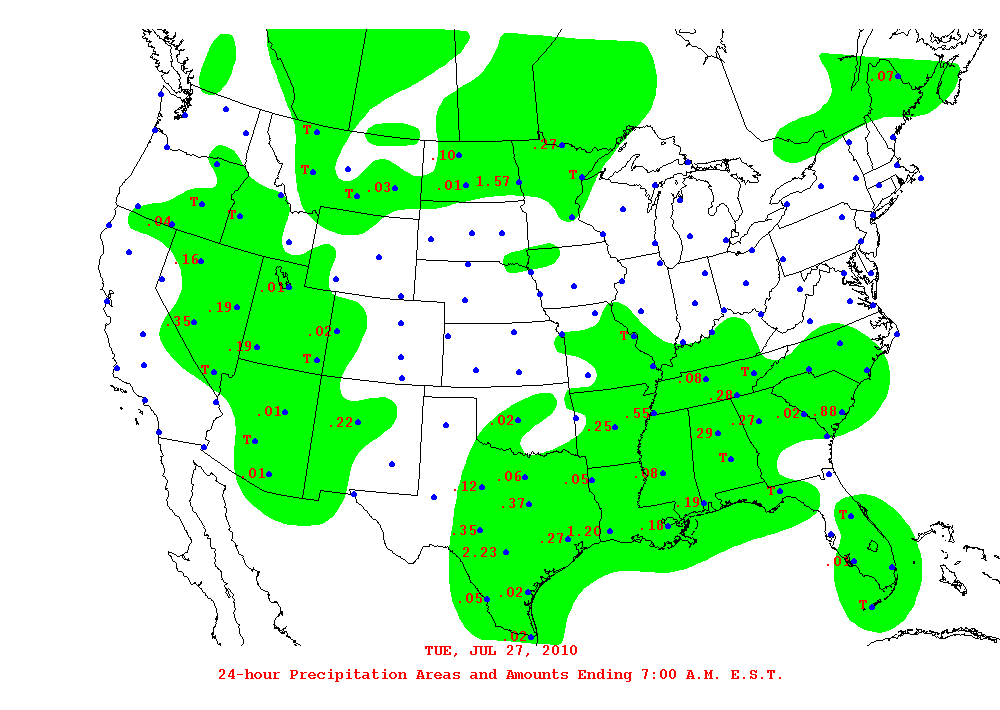 .07
T
.27
.10
T
.01 1.57 T
T .03
T
.04 T
.16
.01
.19
.35
.02
T
.19
T
T
.08 T
.28
.01
.22
.02
.55
.02 .88
.25
.27
.29
T
T
.01
.06
.05
.08
.12
T
.37
.19
T
.18
.35
.27 1.20
2.23
.02
.05
T
.02
TUE, JUL 27, 2010
24-hour Precipitation Areas and Amounts Ending 7:00 A.M. E.S.T.